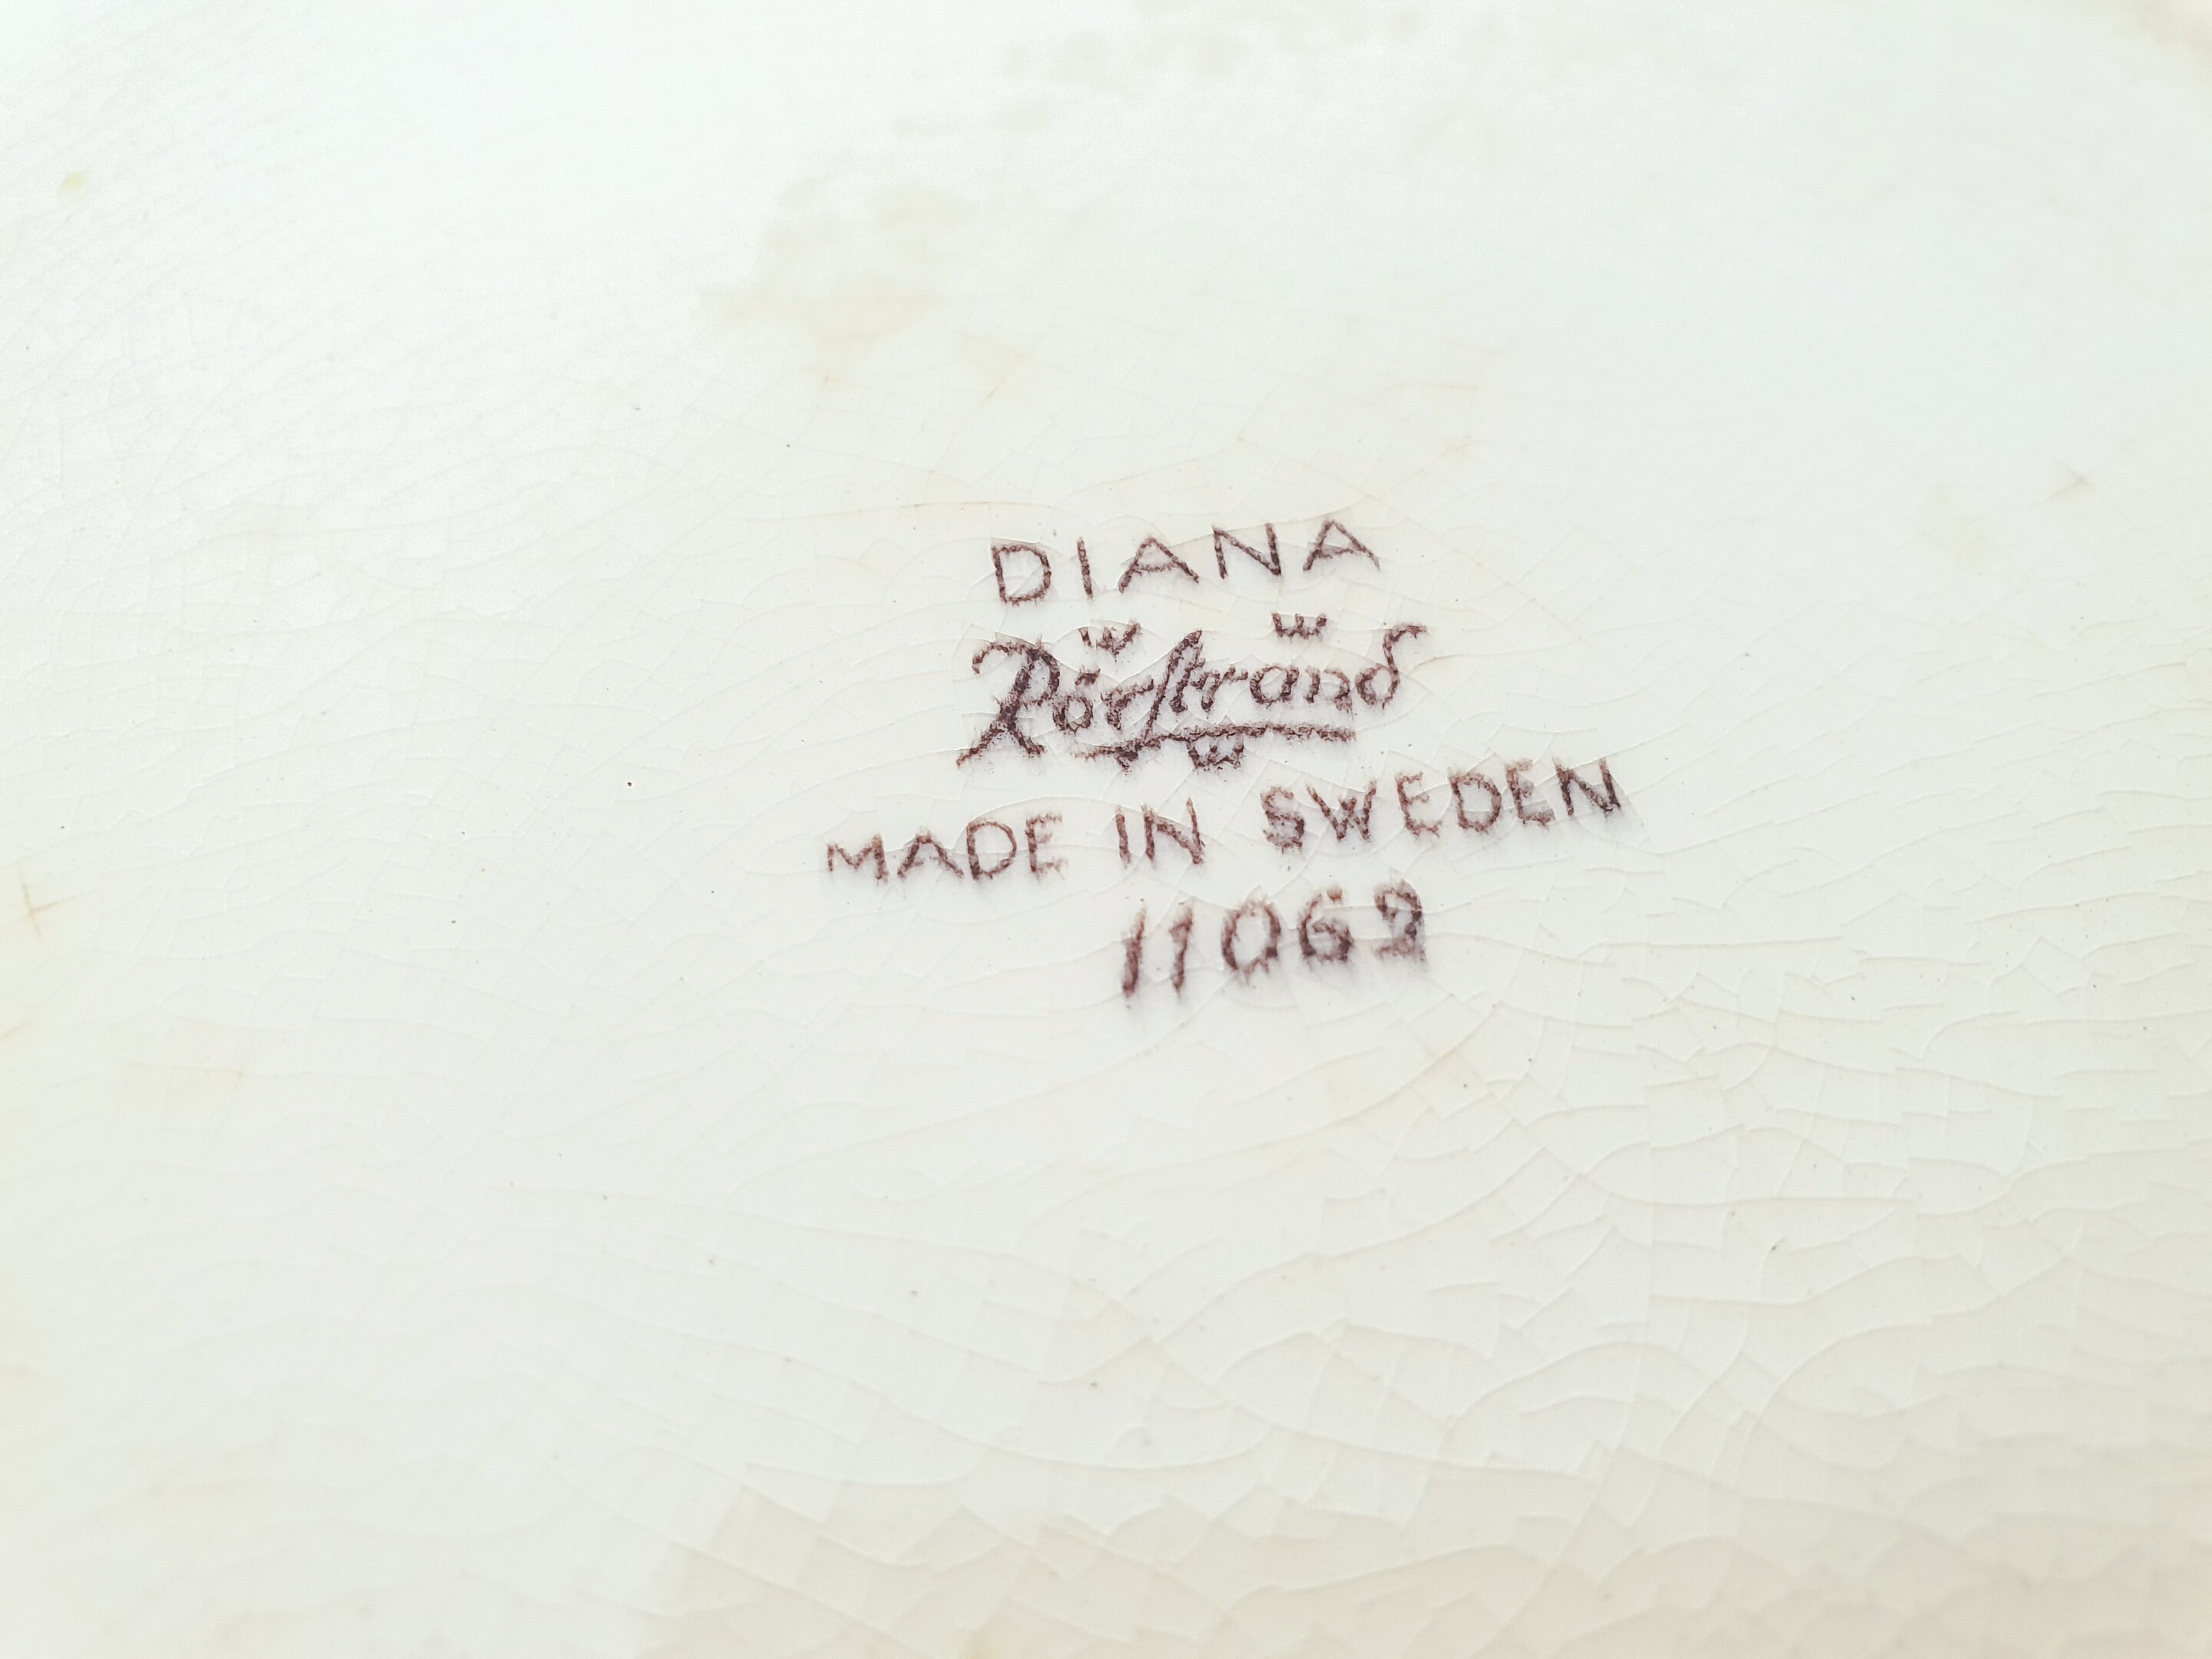 DIANA
Rörstrand
MADE IN SWEDEN
11062